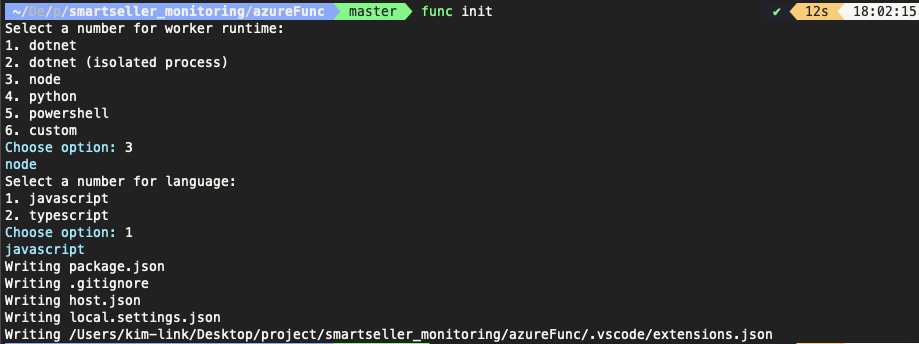 ~/De/p/smartseller_monitoring/azureFunc master func init ✔ 12s 18:02:15
Select a number for worker runtime:
1. dotnet
2. dotnet (isolated process)
3. node
4. python
5. powershell
6. custom
Choose option: 3
node
Select a number for language:
1. javascript
2. typescript
Choose option: 1
javascript
Writing package.json
Writing .gitignore
Writing host.json
Writing local.settings.json
Writing /Users/kim-link/Desktop/project/smartseller_monitoring/azureFunc/.vscode/extensions.json